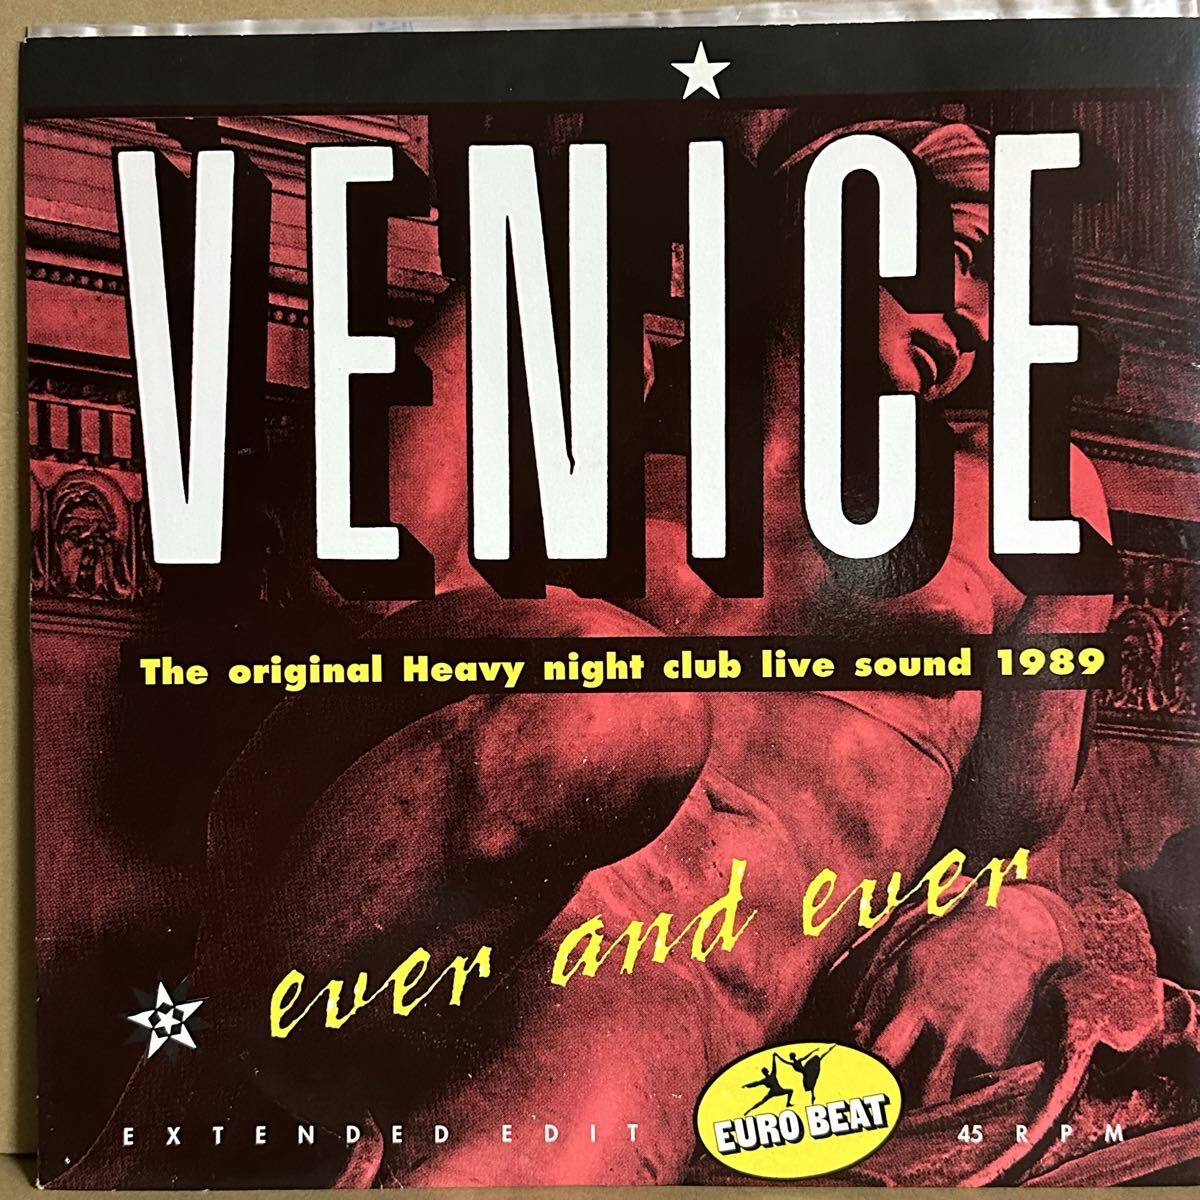 VENiCE
The original Heavy night club live sound 1989
ever and ever
EURO BEAT
EXTENDED EDIT
45 RPM